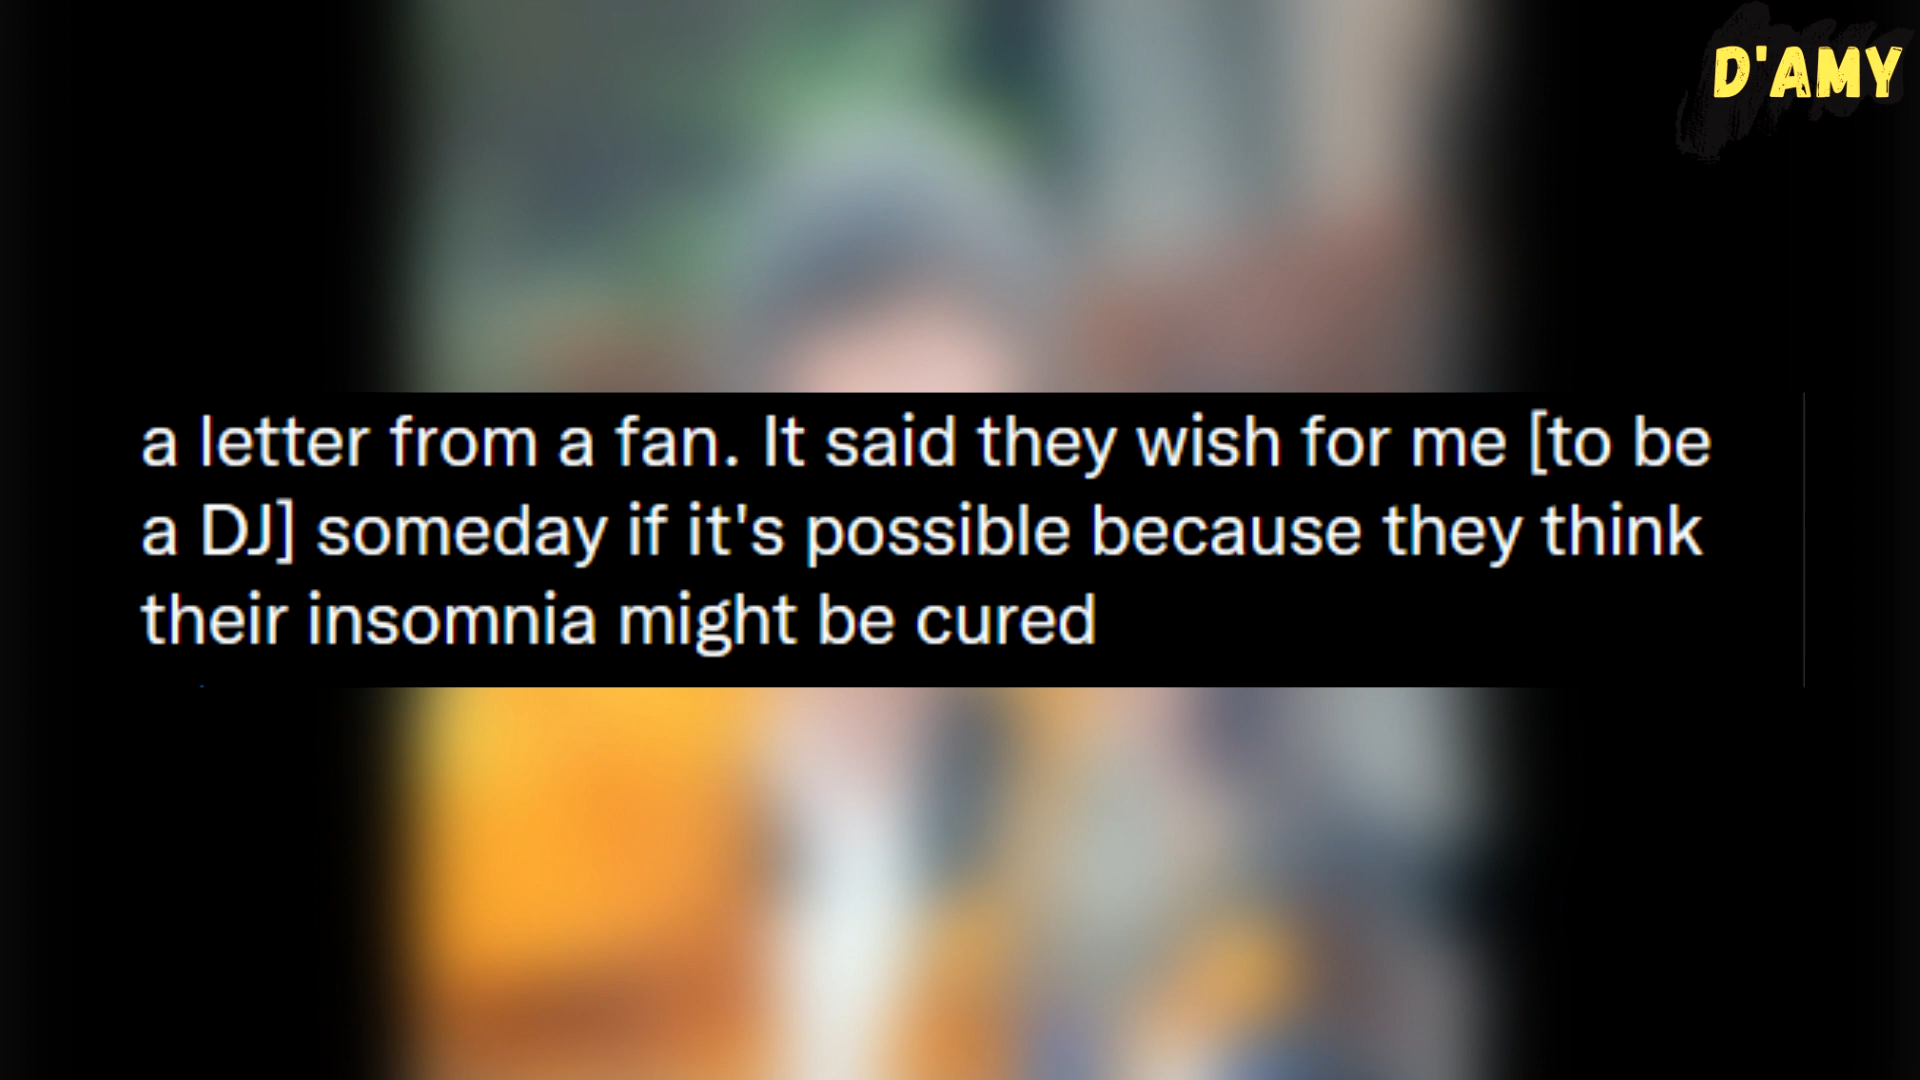 D'AMY
a letter from a fan. It said they wish for me [to be
a DJ] someday if it's possible because they think
their insomnia might be cured